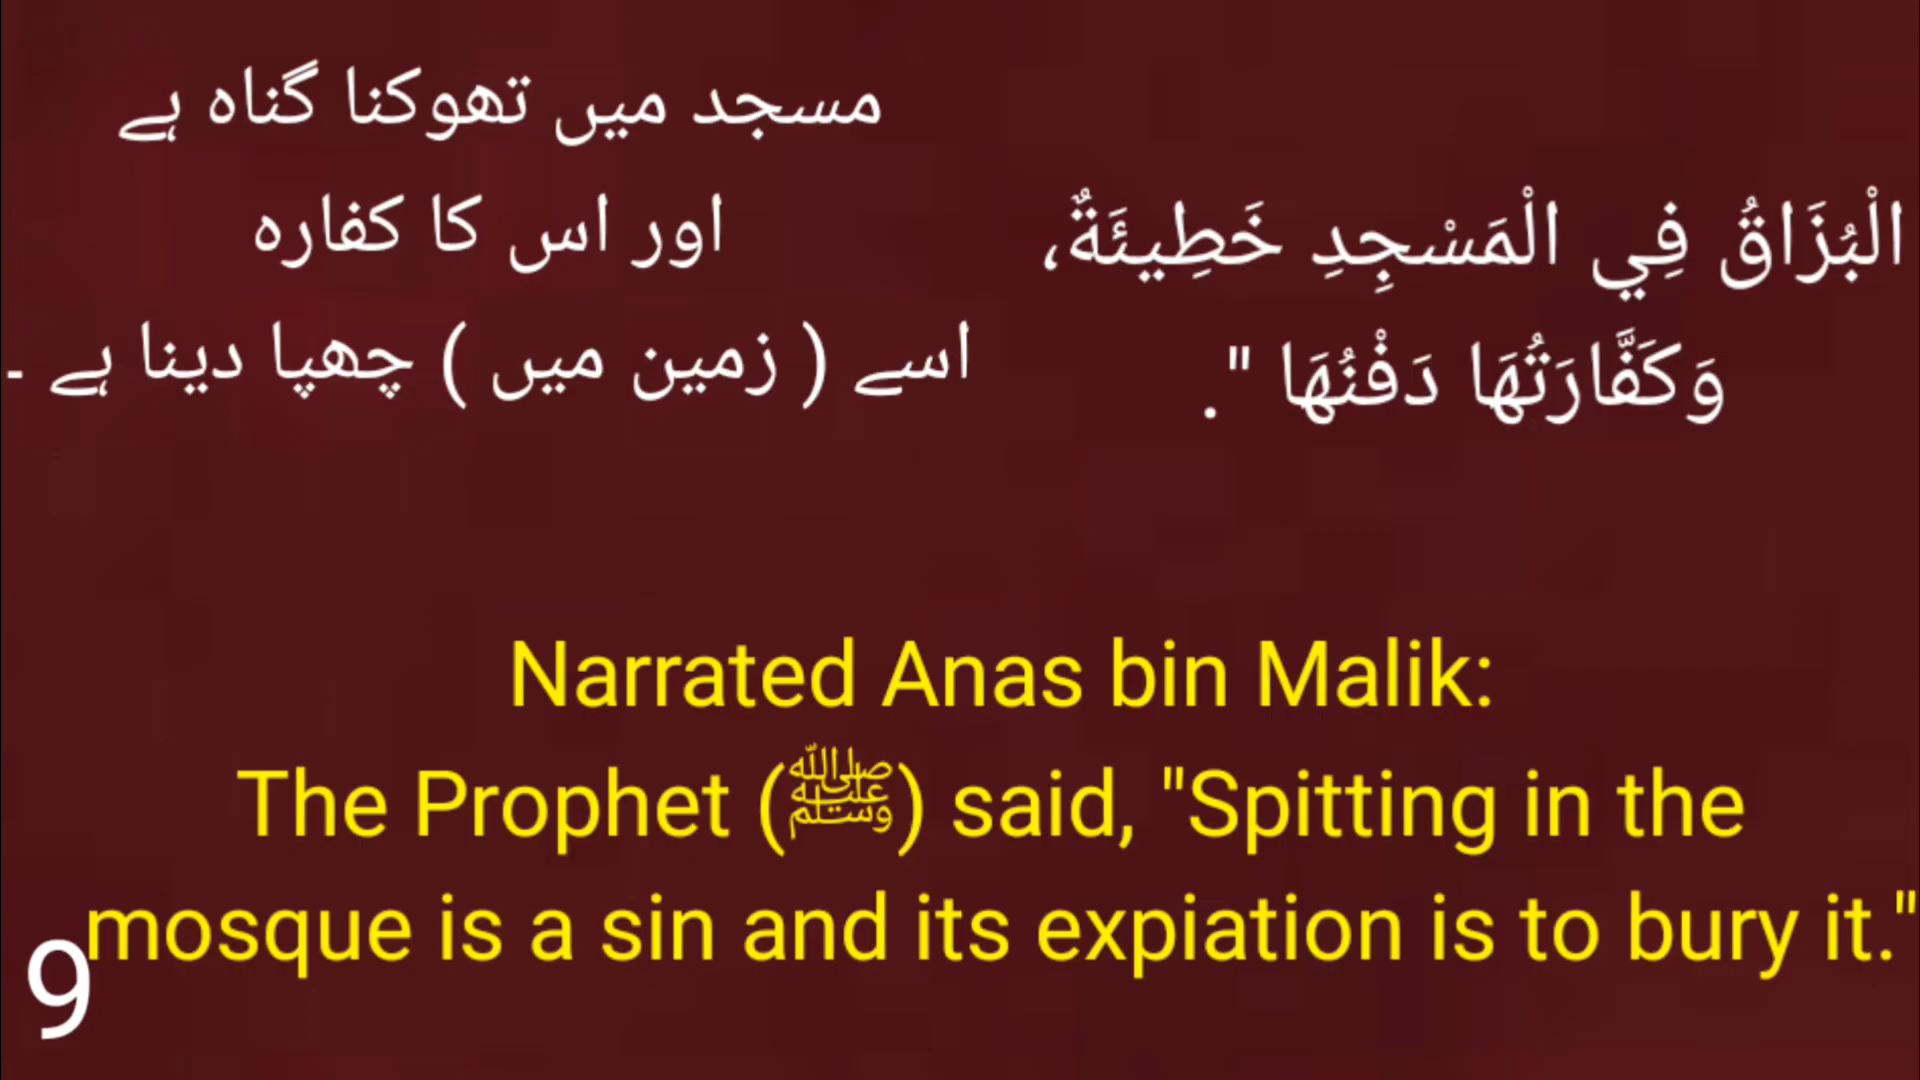 مسجد میں تھوکنا گناہ ہے
اور اس کا کفارہ
اسے ( زمین میں ) چھپا دینا ہے ۔
الْبُزَاقُ فِي الْمَسْجِدِ خَطِيئَةٌ،
وَكَفَّارَتُهَا دَفْنُهَا ".
Narrated Anas bin Malik:
The Prophet (ﷺ) said, "Spitting in the
mosque is a sin and its expiation is to bury it."
9